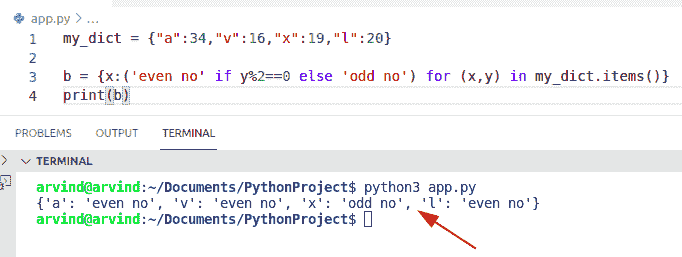 app.py > ...
1 my_dict = {"a":34,"v":16,"x":19,"l":20}
2
3 b = {x:('even no' if y%2==0 else 'odd no') for (x,y) in my_dict.items()}
4 print(b)
PROBLEMS OUTPUT TERMINAL
TERMINAL
arvind@arvind:~/Documents/PythonProject$ python3 app.py
{'a': 'even no', 'v': 'even no', 'x': 'odd no', 'l': 'even no'}
arvind@arvind:~/Documents/PythonProject$